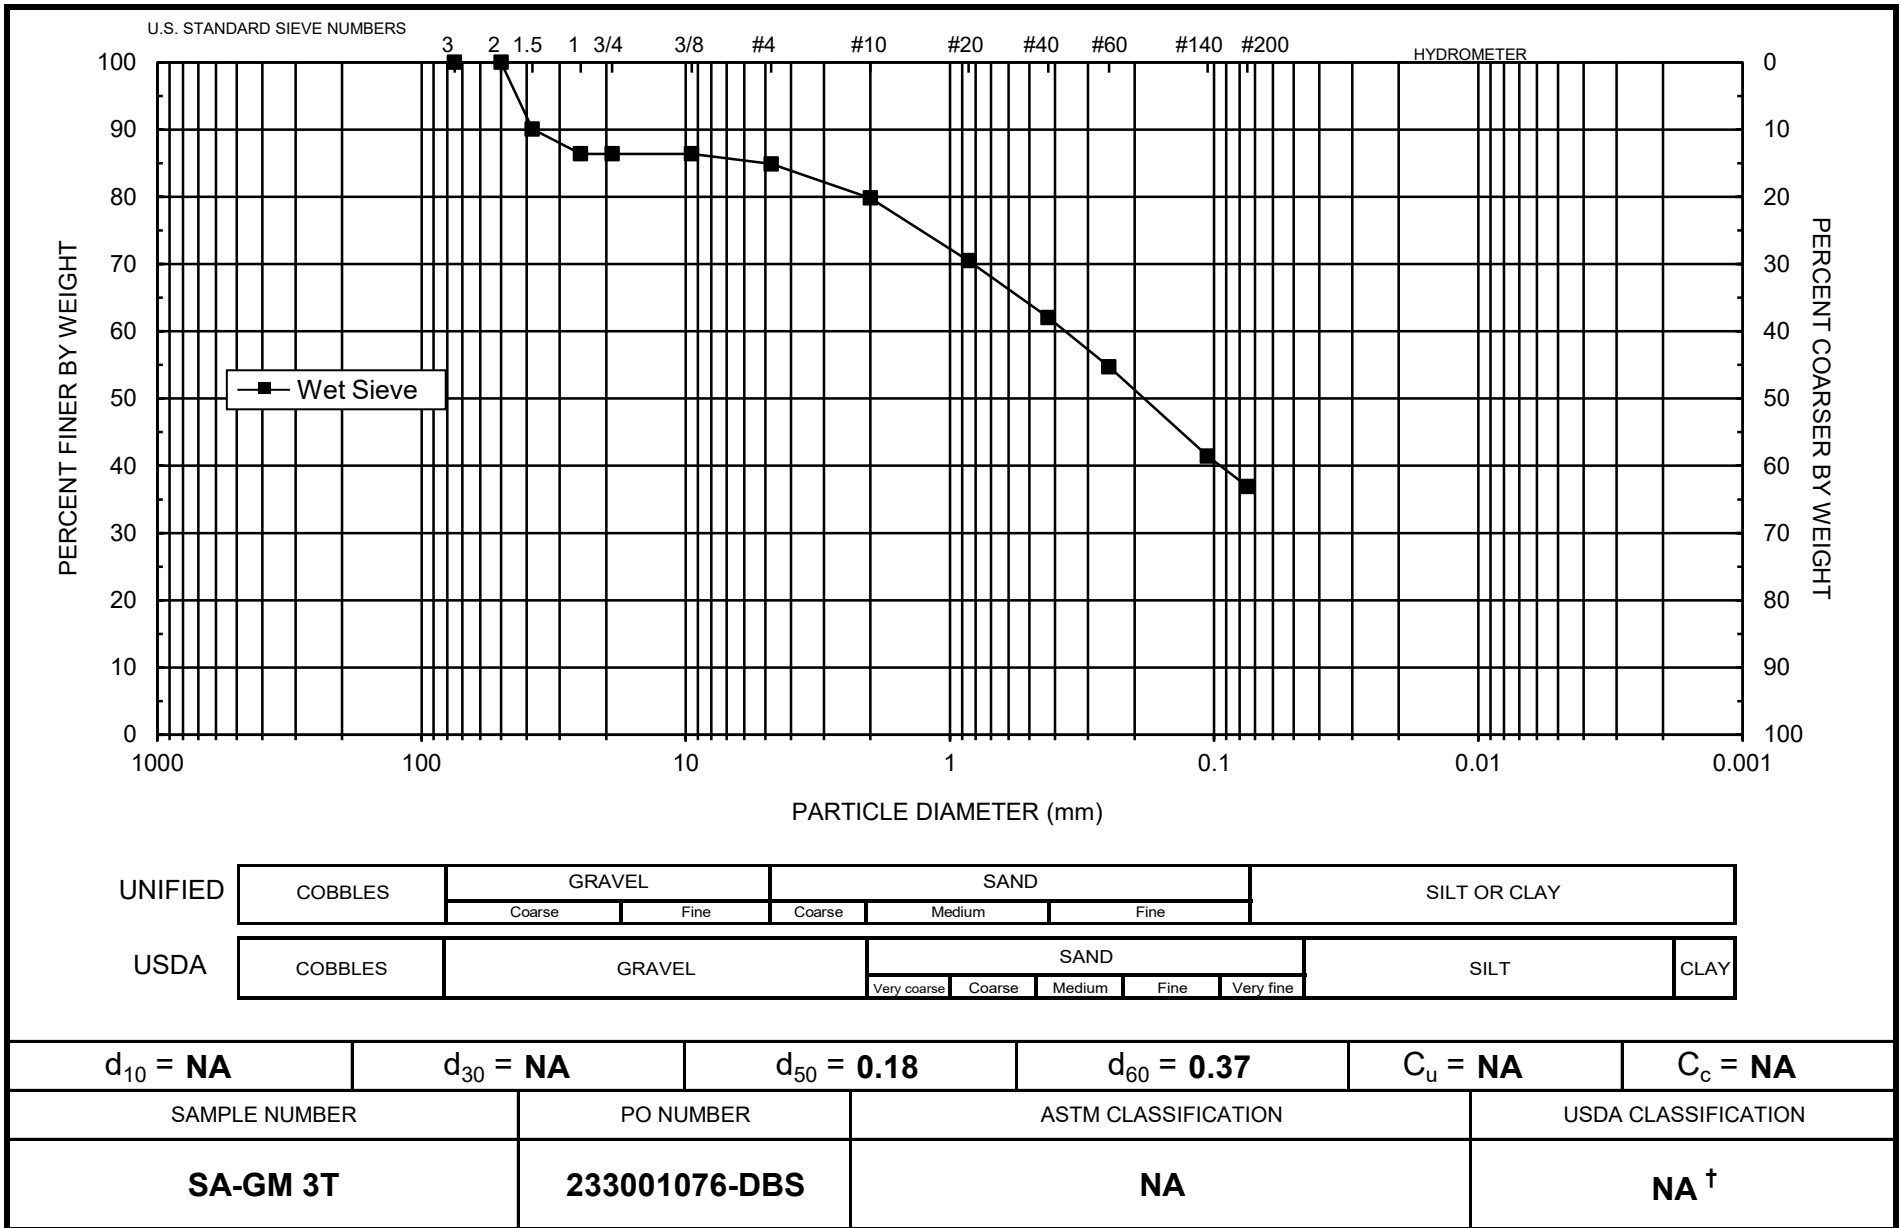 U.S. STANDARD SIEVE NUMBERS
3 2 1.5 1 3/4 3/8 #4 #10 #20 #40 #60 #140 #200
HYDROMETER
100 0
90 10
80 20
70 30
60 40
50 50
40 60
30 70
20 80
10 90
0 100
PERCENT FINER BY WEIGHT
PERCENT COARSER BY WEIGHT
Wet Sieve
1000 100 10 1 0.1 0.01 0.001
PARTICLE DIAMETER (mm)
UNIFIED COBBLES GRAVEL SAND SILT OR CLAY
Coarse Fine Coarse Medium Fine
USDA COBBLES GRAVEL SAND SILT CLAY
Very coarse Coarse Medium Fine Very fine
d10 = NA d30 = NA d50 = 0.18 d60 = 0.37 Cu = NA Cc = NA
SAMPLE NUMBER PO NUMBER ASTM CLASSIFICATION USDA CLASSIFICATION
SA-GM 3T 233001076-DBS NA NA †